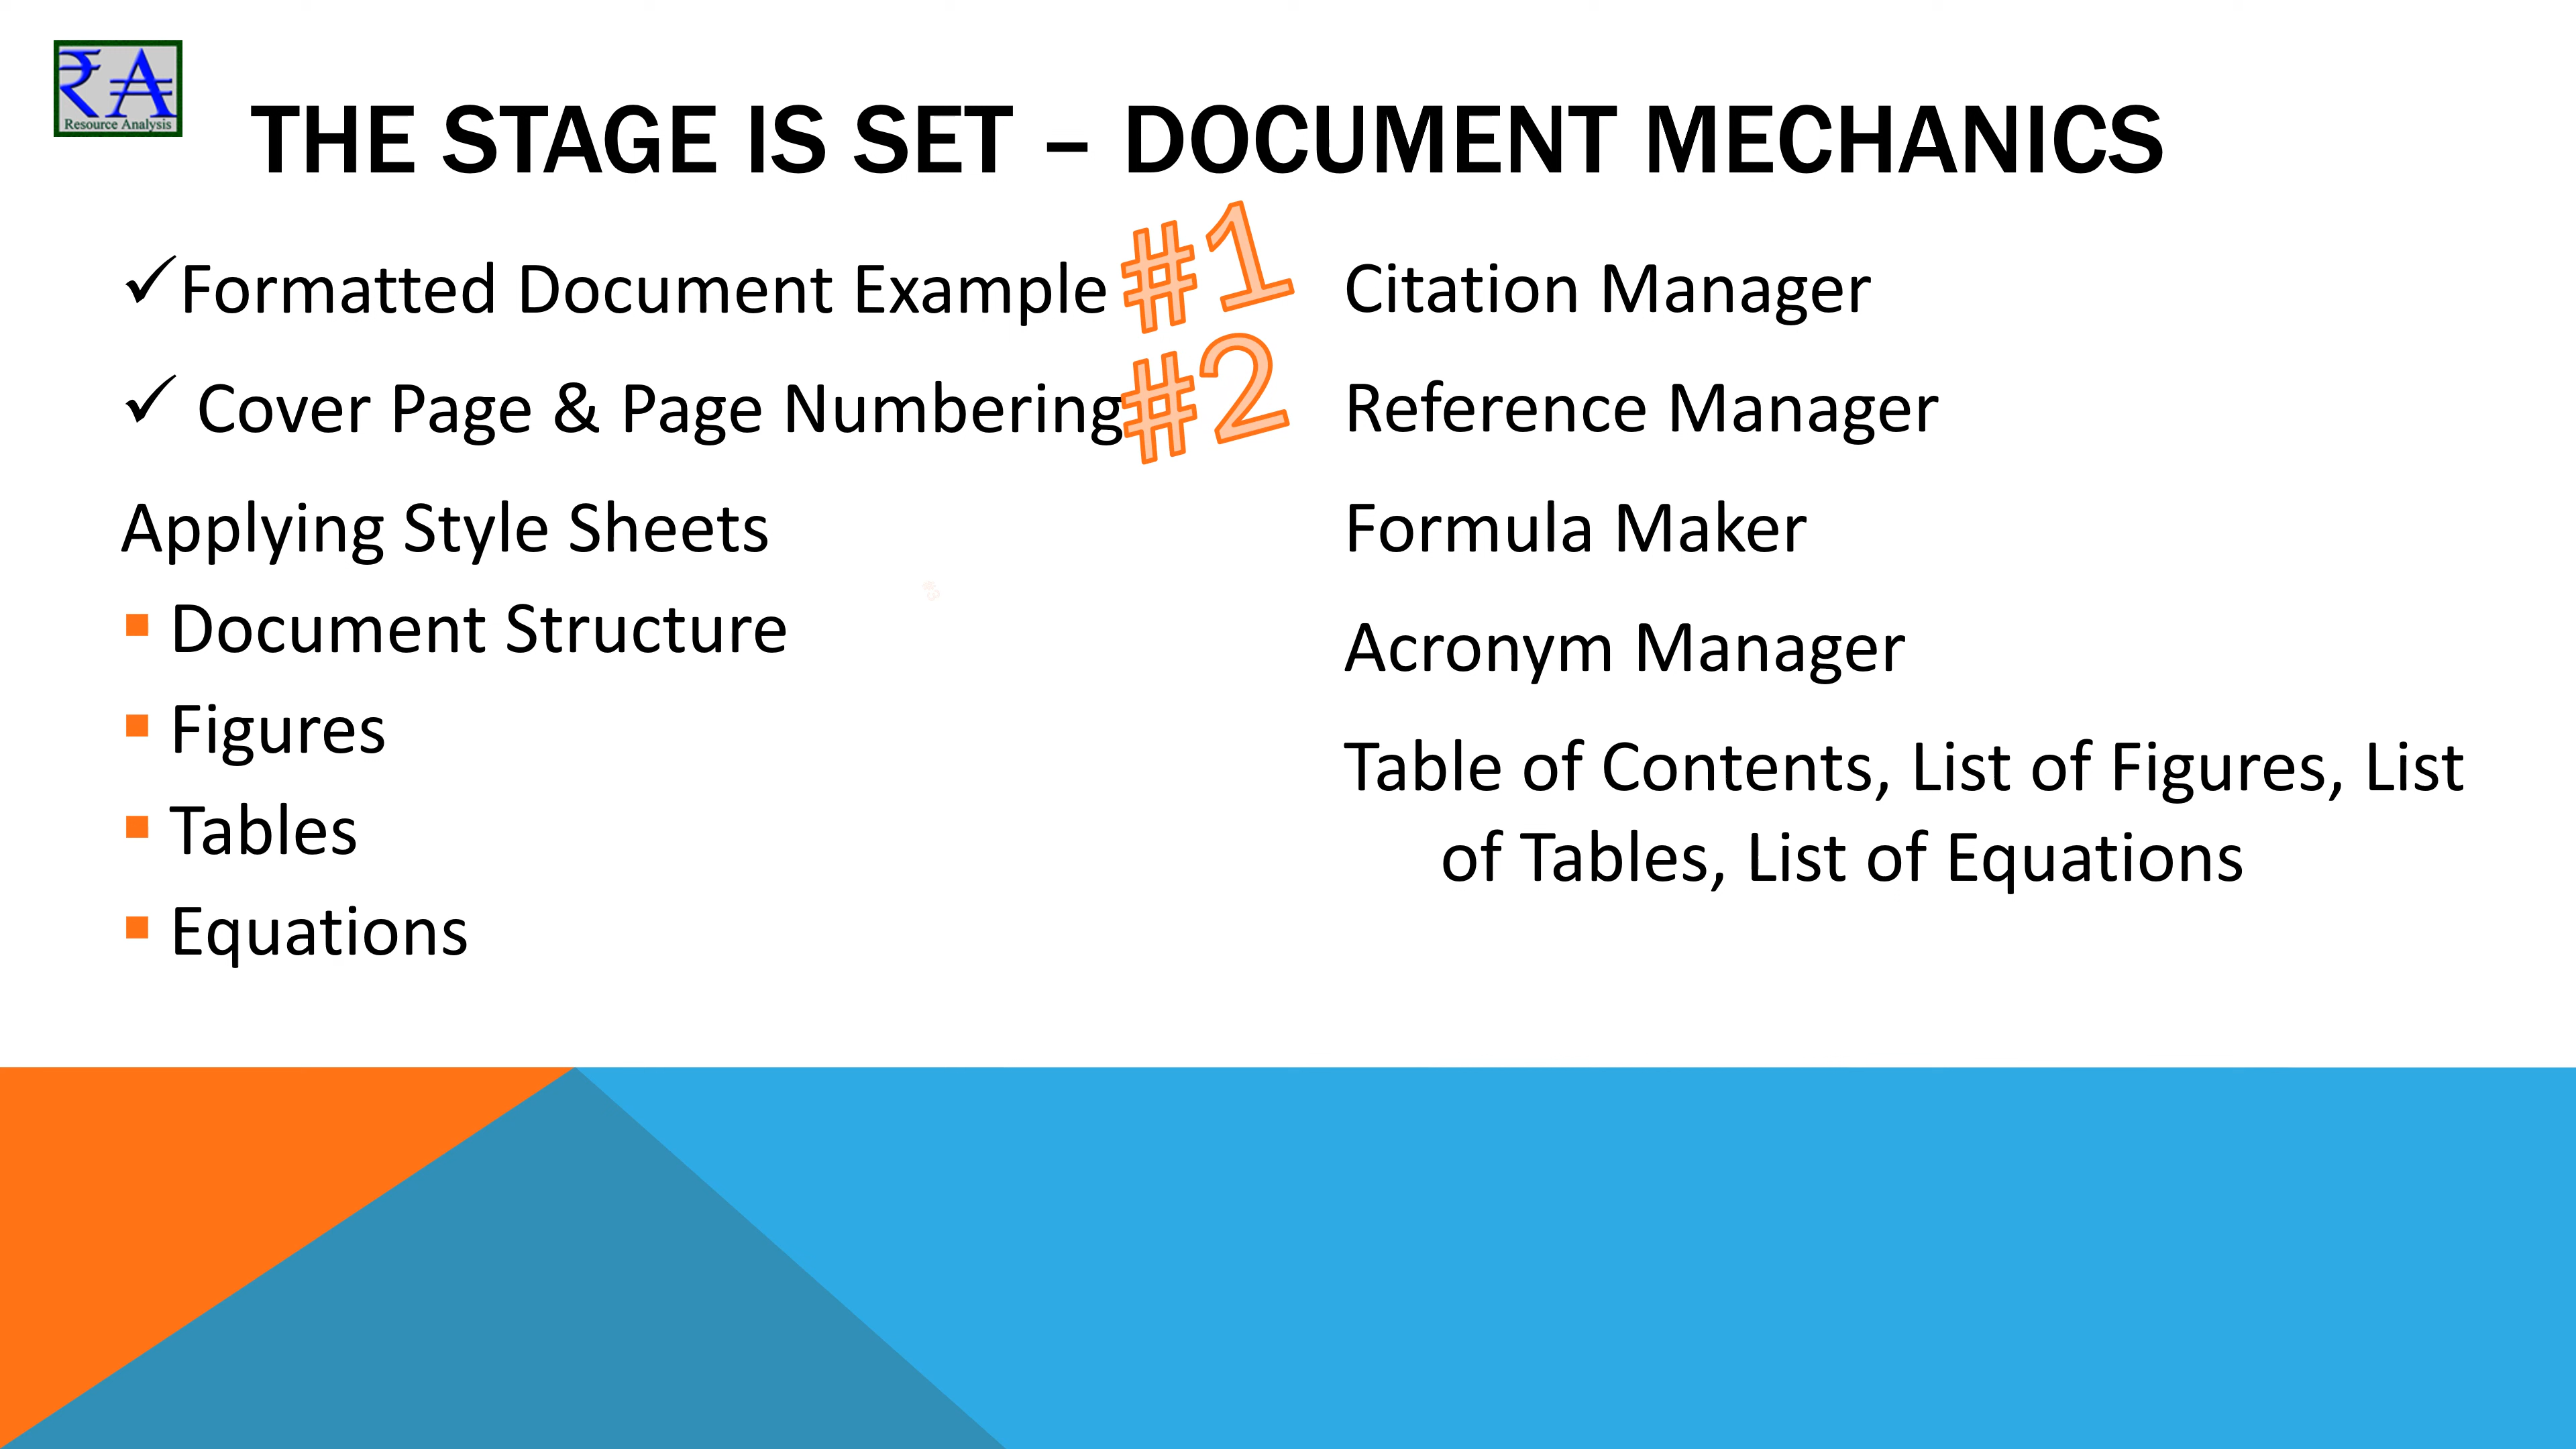 ₹A
Resource Analysis
THE STAGE IS SET – DOCUMENT MECHANICS
✓Formatted Document Example #1
✓ Cover Page & Page Numbering #2
Applying Style Sheets
▪ Document Structure
▪ Figures
▪ Tables
▪ Equations
Citation Manager
Reference Manager
Formula Maker
Acronym Manager
Table of Contents, List of Figures, List
of Tables, List of Equations